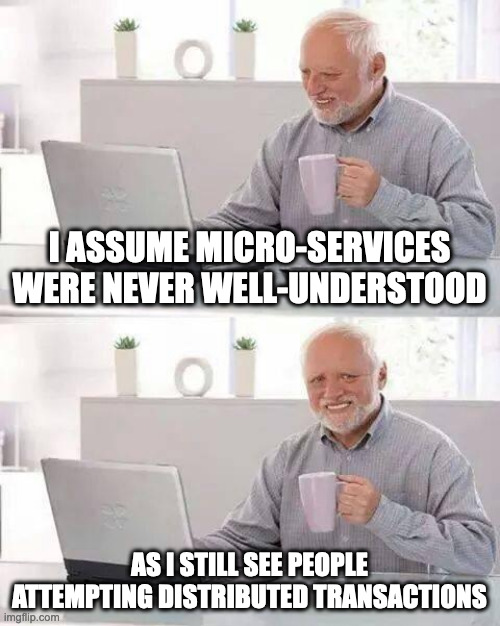 I ASSUME MICRO-SERVICES
WERE NEVER WELL-UNDERSTOOD
AS I STILL SEE PEOPLE
ATTEMPTING DISTRIBUTED TRANSACTIONS
imgflip.com